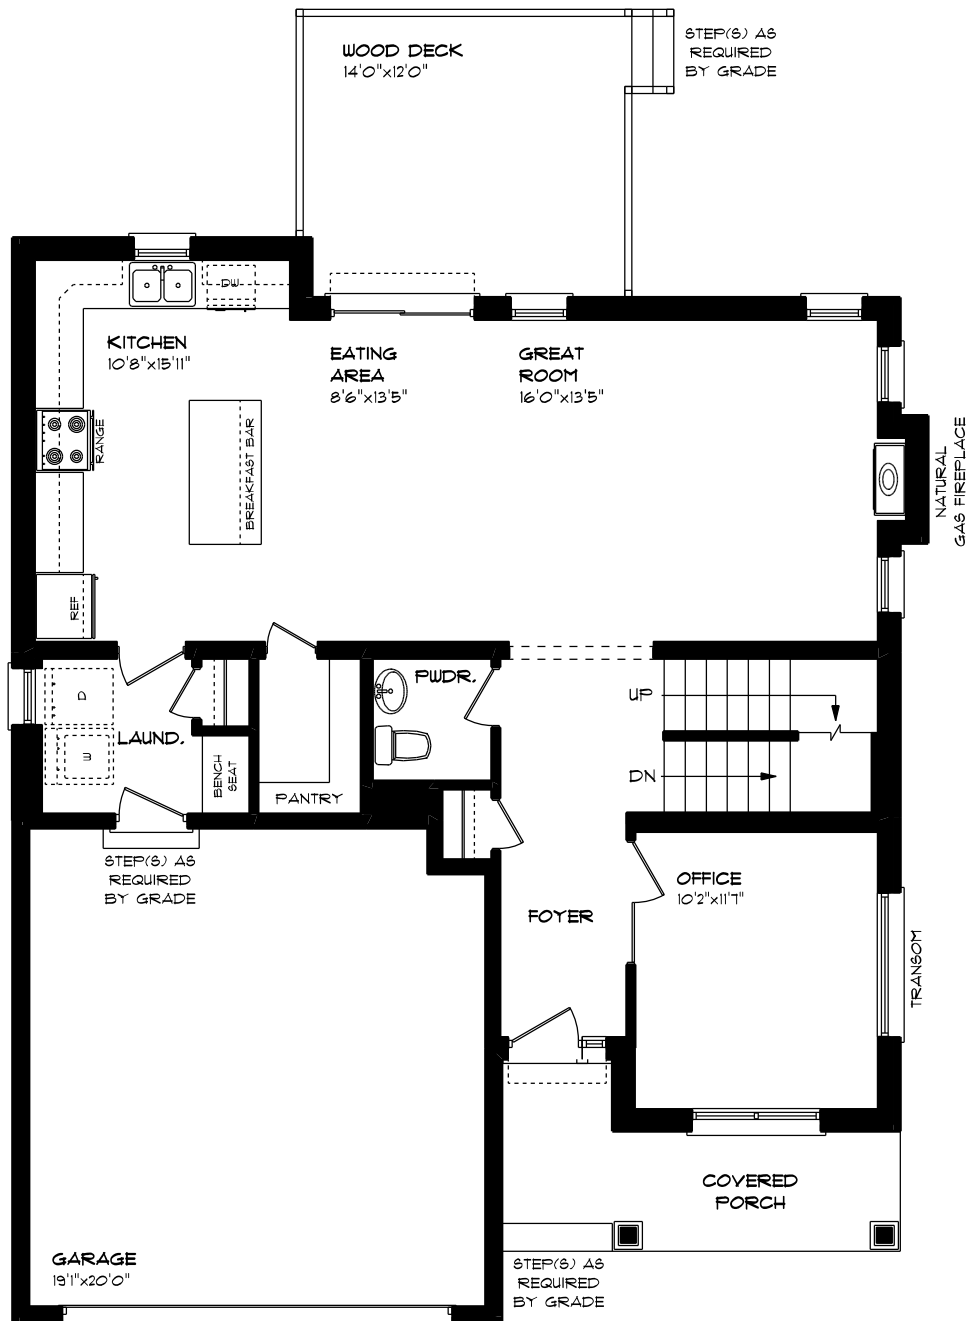 WOOD DECK
14'0"x12'0"
STEP(S) AS
REQUIRED
BY GRADE
DW
KITCHEN
10'8"x15'11"
EATING
AREA
8'6"x13'5"
GREAT
ROOM
16'0"x13'5"
RANGE
BREAKFAST BAR
NATURAL
GAS FIREPLACE
REF
D
W
LAUND.
BENCH
SEAT
PANTRY
PWDR.
UP
DN
STEP(S) AS
REQUIRED
BY GRADE
OFFICE
10'2"x11'7"
FOYER
TRANSOM
COVERED
PORCH
GARAGE
19'1"x20'0"
STEP(S) AS
REQUIRED
BY GRADE